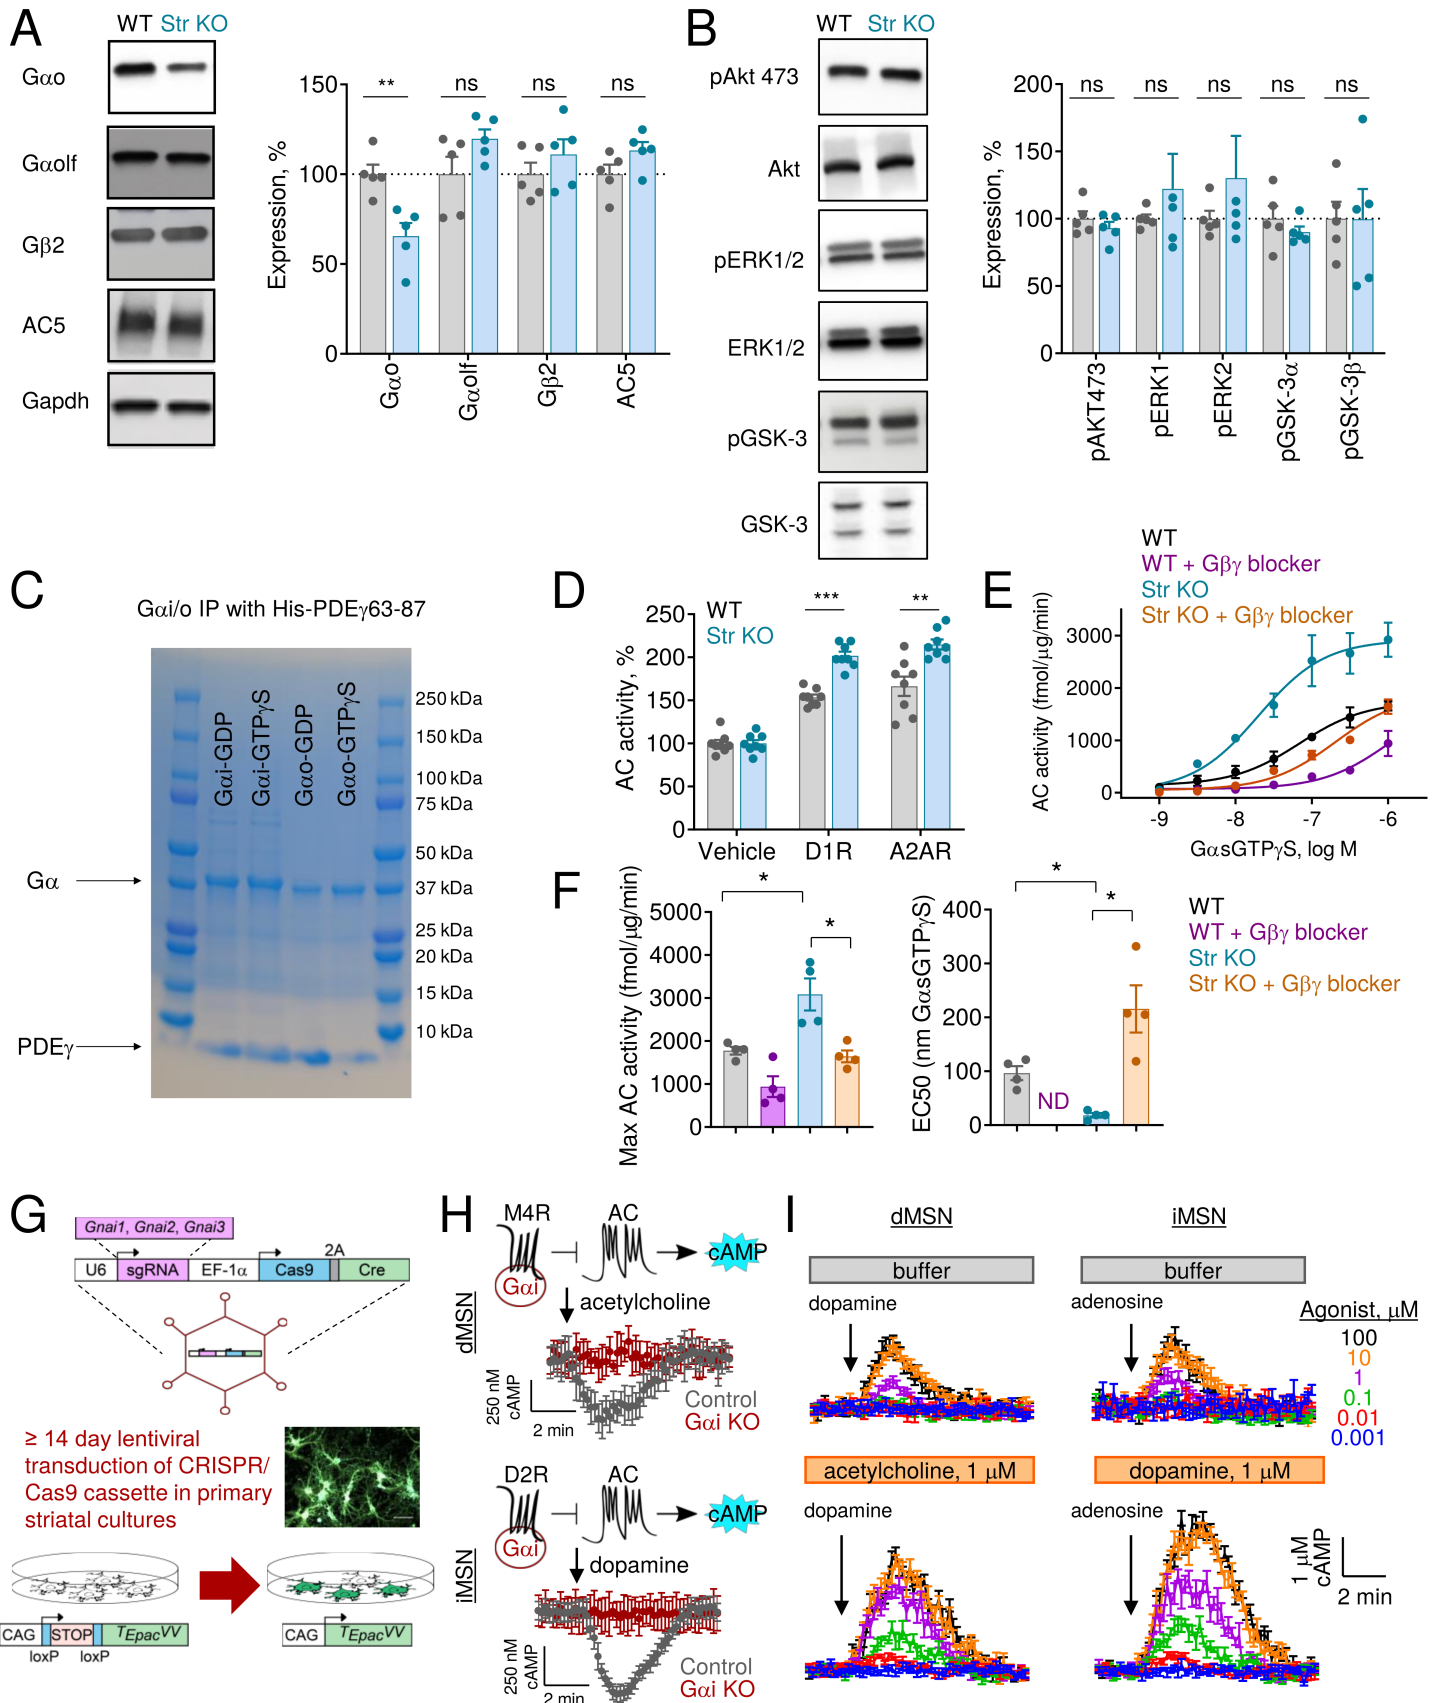 A
WT Str KO
Gαo
Gαolf
Gβ2
AC5
Gapdh
Expression, %
150
100
50
0
** ns ns ns
Gαo
Gαolf
Gβ2
AC5
B
WT Str KO
pAkt 473
Akt
pERK1/2
ERK1/2
pGSK-3
GSK-3
Expression, %
200
150
100
50
0
ns ns ns ns ns
pAKT473
pERK1
pERK2
pGSK-3α
pGSK-3β
C
Gαi/o IP with His-PDEγ63-87
Gαi-GDP
Gαi-GTPγS
Gαo-GDP
Gαo-GTPγS
250 kDa
150 kDa
100 kDa
75 kDa
50 kDa
37 kDa
25 kDa
20 kDa
15 kDa
10 kDa
Gα
PDEγ
D
WT
Str KO
AC activity, %
250
200
150
100
50
0
*** **
Vehicle D1R A2AR
E
WT
WT + Gβγ blocker
Str KO
Str KO + Gβγ blocker
AC activity (fmol/μg/min)
3000
2000
1000
0
-9 -8 -7 -6
GαsGTPγS, log M
F
Max AC activity (fmol/μg/min)
5000
4000
3000
2000
1000
0
*
*
EC50 (nm GαsGTPγS)
400
300
200
100
0
*
*
ND
WT
WT + Gβγ blocker
Str KO
Str KO + Gβγ blocker
G
Gnai1, Gnai2, Gnai3
2A
U6 sgRNA EF-1α Cas9 Cre
≥ 14 day lentiviral
transduction of CRISPR/
Cas9 cassette in primary
striatal cultures
CAG STOP TEpacVV
loxP loxP
CAG TEpacVV
H
M4R AC
cAMP
Gαi
dMSN
acetylcholine
250 nM
cAMP
2 min
Control
Gαi KO
D2R AC
cAMP
Gαi
iMSN
dopamine
250 nM
cAMP
2 min
Control
Gαi KO
I
dMSN iMSN
buffer buffer
dopamine adenosine
Agonist, μM
100
10
1
0.1
0.01
0.001
acetylcholine, 1 μM dopamine, 1 μM
dopamine adenosine
1 μM
cAMP
2 min